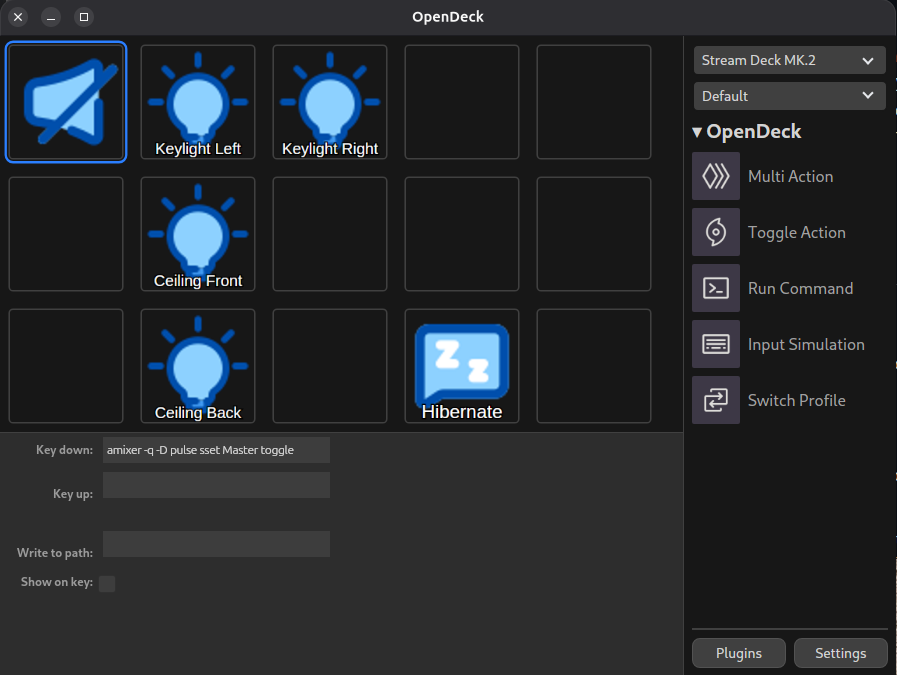 OpenDeck
Stream Deck MK.2
Default
▾ OpenDeck
Multi Action
Toggle Action
Run Command
Input Simulation
Switch Profile
Plugins
Settings
Keylight Left
Keylight Right
Ceiling Front
Ceiling Back
Z z
Hibernate
Key down: amixer -q -D pulse sset Master toggle
Key up:
Write to path:
Show on key: